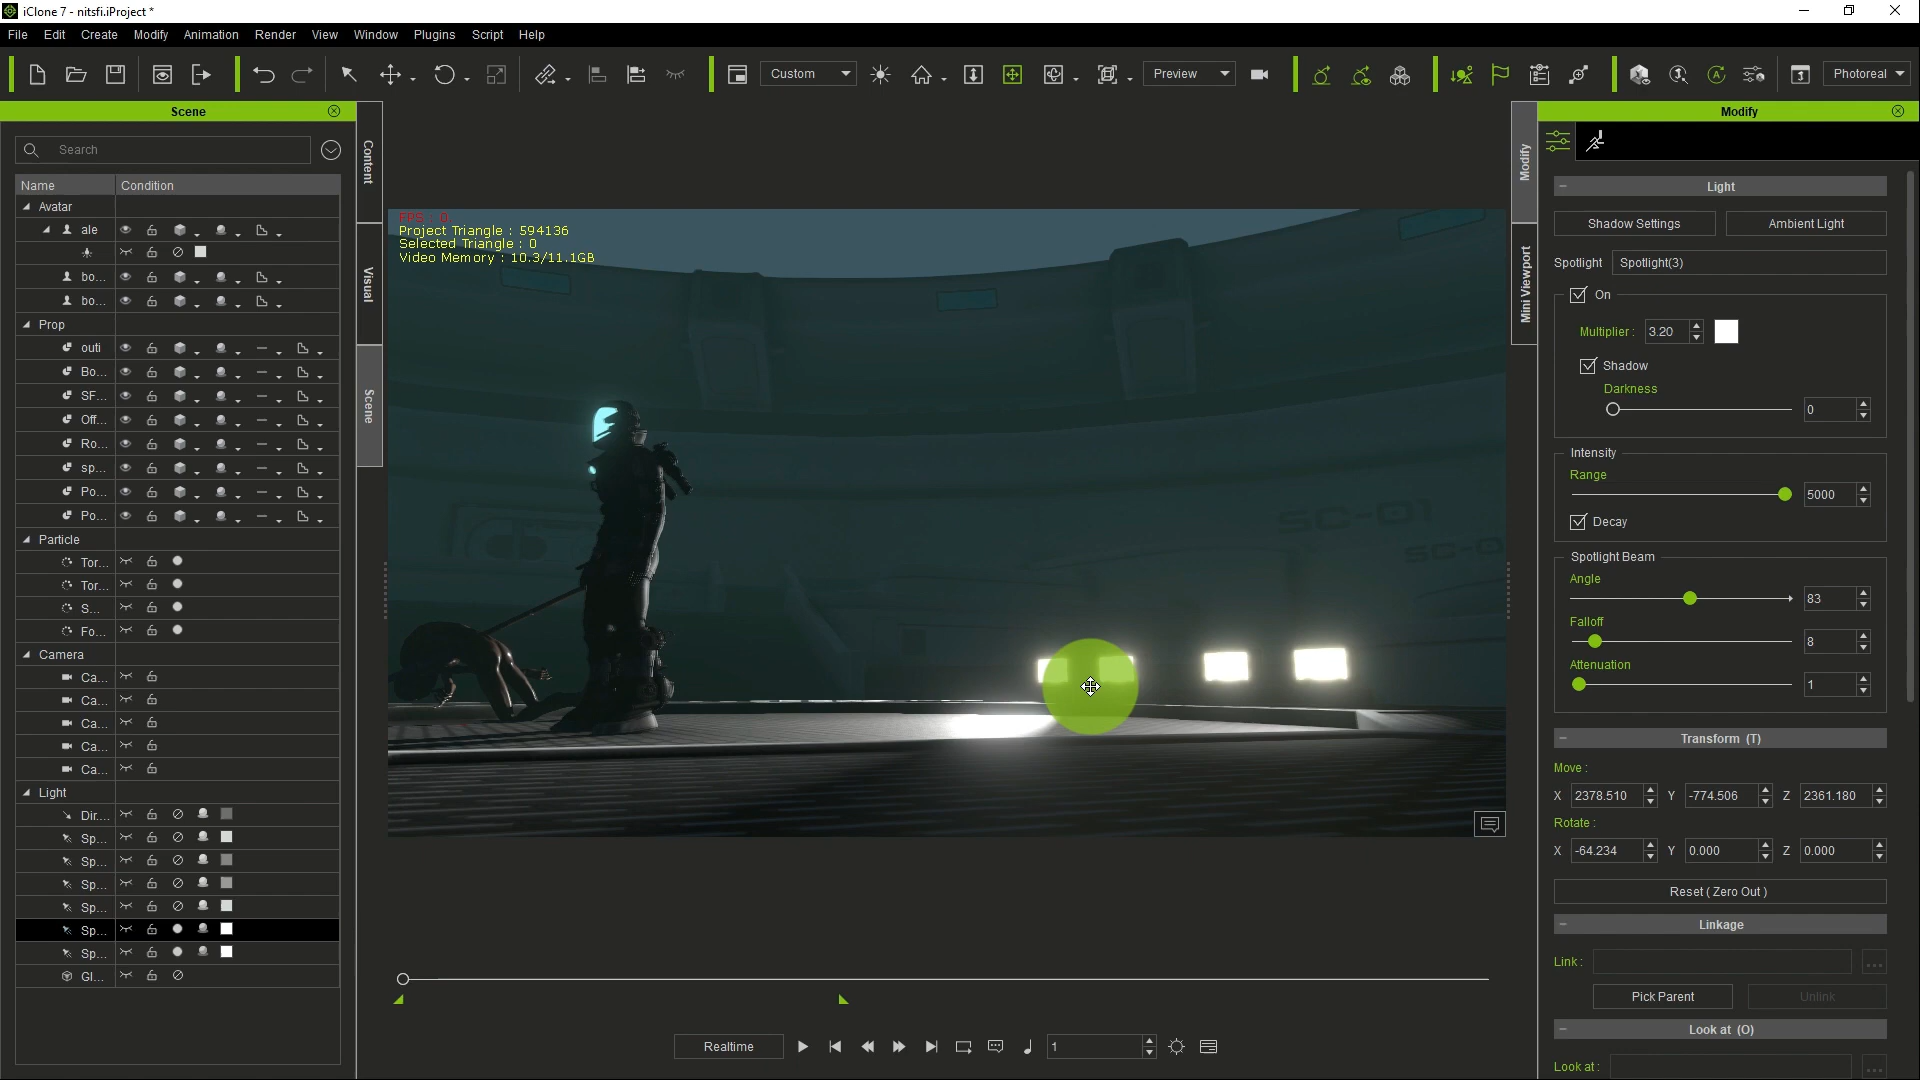 iClone 7 - nitsfi.iProject *
File Edit Create Modify Animation Render View Window Plugins Script Help
Custom Preview Photoreal
Scene
Search
Name Condition
Avatar
ale
bo...
bo...
Prop
outi
Bo...
SF...
Off...
Ro...
sp...
Po...
Po...
Particle
Tor...
Tor...
S...
Fo...
Camera
Ca...
Ca...
Ca...
Ca...
Ca...
Light
Dir...
Sp...
Sp...
Sp...
Sp...
Sp...
Sp...
Gl...
Content
Visual
Scene
FPS : 0
Project Triangle : 594136
Selected Triangle : 0
Video Memory : 10.3/11.1GB
SC-01
SC-0
Realtime 1
Modify
Mini Viewport
Modify
Light
Shadow Settings Ambient Light
Spotlight Spotlight(3)
On
Multiplier : 3.20
Shadow
Darkness
0
Intensity
Range
5000
Decay
Spotlight Beam
Angle
83
Falloff
8
Attenuation
1
Transform (T)
Move :
X 2378.510 Y -774.506 Z 2361.180
Rotate :
X -64.234 Y 0.000 Z 0.000
Reset ( Zero Out )
Linkage
Link : ...
Pick Parent Unlink
Look at (O)
Look at : ...